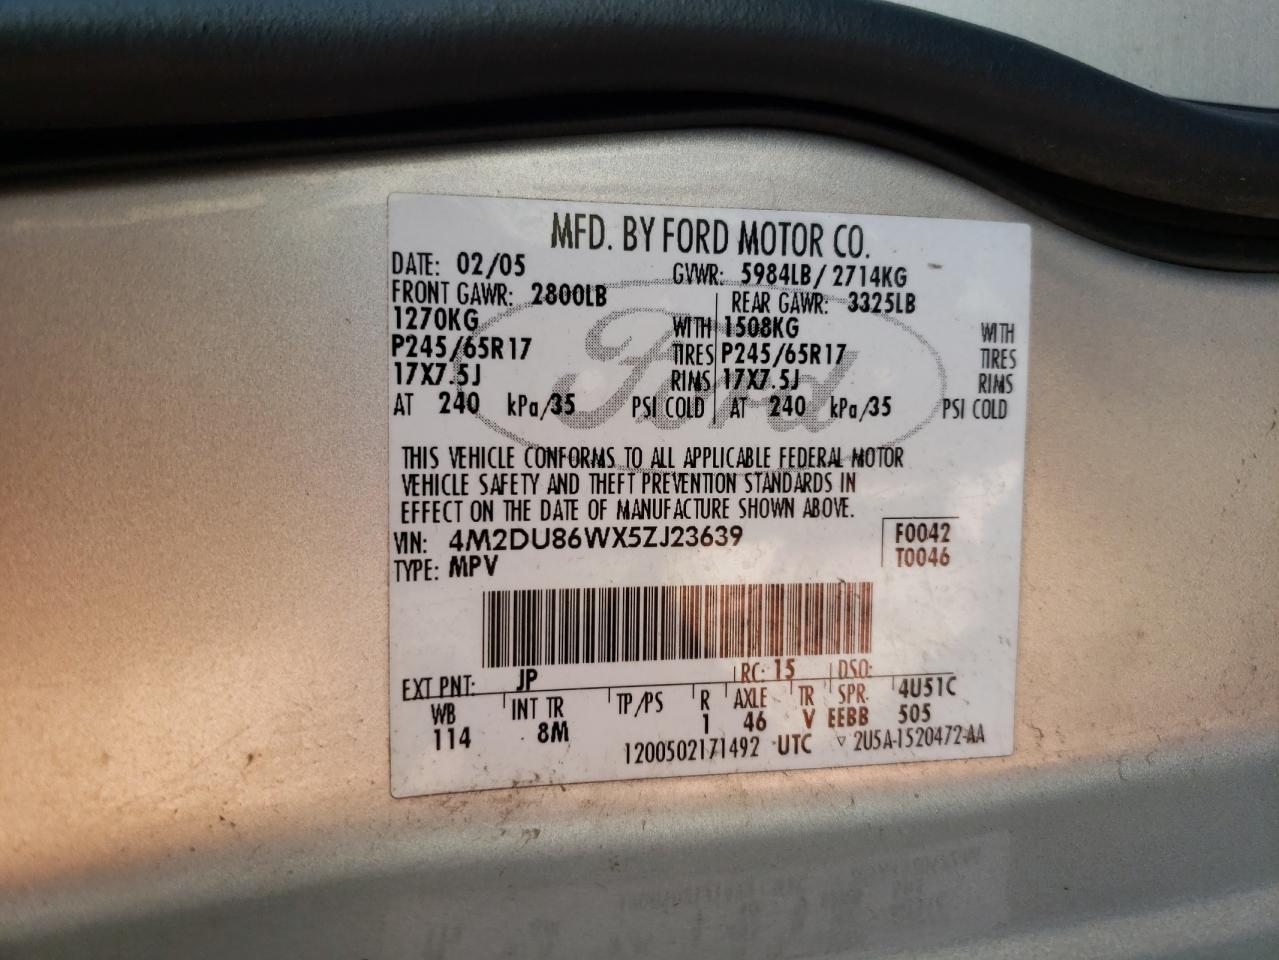 MFD. BY FORD MOTOR CO.
DATE: 02/05 GVWR: 5984LB/2714KG
FRONT GAWR: 2800LB REAR GAWR: 3325LB
1270KG WITH 1508KG WITH
P245/65R17 TIRES P245/65R17 TIRES
17X7.5J RIMS 17X7.5J RIMS
AT 240 kPa/35 PSI COLD AT 240 kPa/35 PSI COLD
Ford
THIS VEHICLE CONFORMS TO ALL APPLICABLE FEDERAL MOTOR
VEHICLE SAFETY AND THEFT PREVENTION STANDARDS IN
EFFECT ON THE DATE OF MANUFACTURE SHOWN ABOVE.
VIN: 4M2DU86WX5ZJ23639 F0042
TYPE: MPV T0046
EXT PNT: JP RC: 15 DSO:
WB INT TR TP/PS R AXLE TR SPR 4U51C
114 8M 1 46 V EEBB 505
1200502171492 UTC ▽ 2U5A-1520472-AA